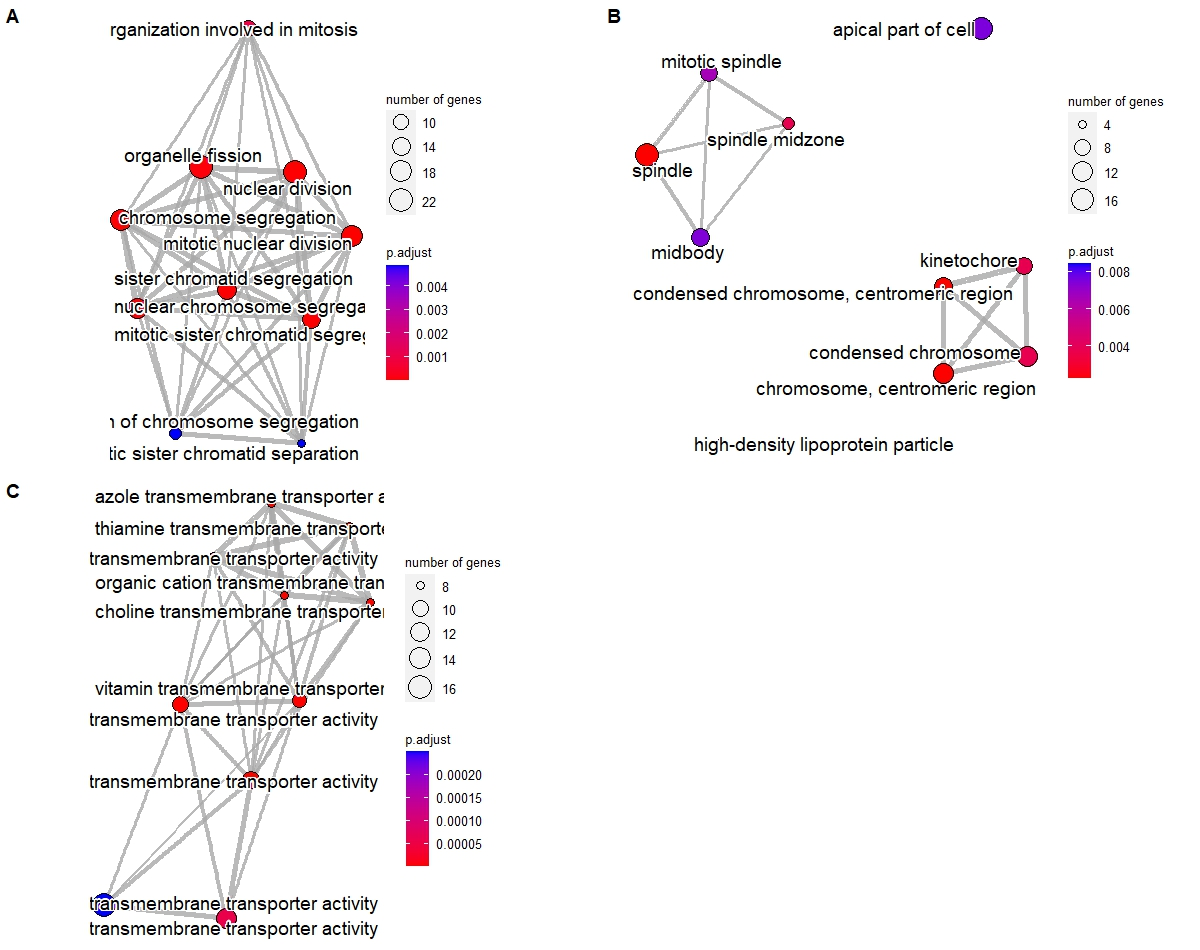 A
rganization involved in mitosis
organelle fission
nuclear division
chromosome segregation
mitotic nuclear division
sister chromatid segregation
nuclear chromosome segrega
mitotic sister chromatid segreg
n of chromosome segregation
tic sister chromatid separation
number of genes
10
14
18
22
p.adjust
0.004
0.003
0.002
0.001
B
apical part of cell
mitotic spindle
spindle midzone
spindle
midbody
kinetochore
condensed chromosome, centromeric region
condensed chromosome
chromosome, centromeric region
high-density lipoprotein particle
number of genes
4
8
12
16
p.adjust
0.008
0.006
0.004
C
azole transmembrane transporter a
thiamine transmembrane transporte
transmembrane transporter activity
organic cation transmembrane tran
choline transmembrane transporter
vitamin transmembrane transporter
transmembrane transporter activity
transmembrane transporter activity
transmembrane transporter activity
transmembrane transporter activity
number of genes
8
10
12
14
16
p.adjust
0.00020
0.00015
0.00010
0.00005